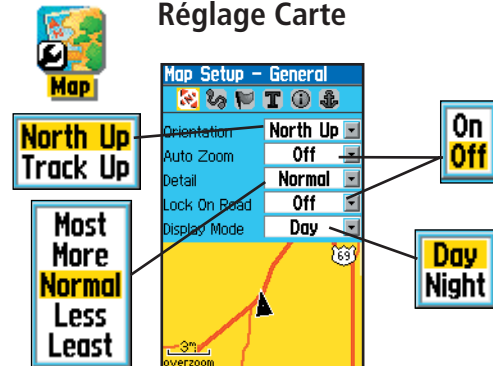 Réglage Carte
Map
Map Setup – General
Orientation North Up
Auto Zoom Off
Detail Normal
Lock On Road Off
Display Mode Day
North Up
Track Up
Most
More
Normal
Less
Least
On
Off
Day
Night
69
3m
overzoom